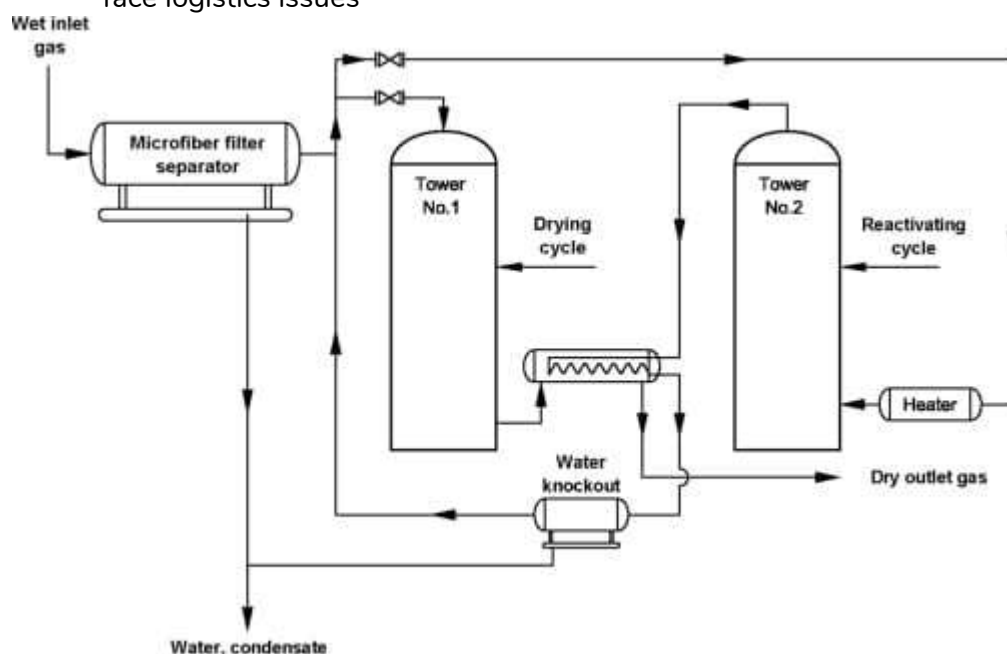 face logistics issues
Wet inlet
gas
Microfiber filter
separator
Tower
No.1
Drying
cycle
Tower
No.2
Reactivating
cycle
Heater
Water
knockout
Dry outlet gas
Water, condensate